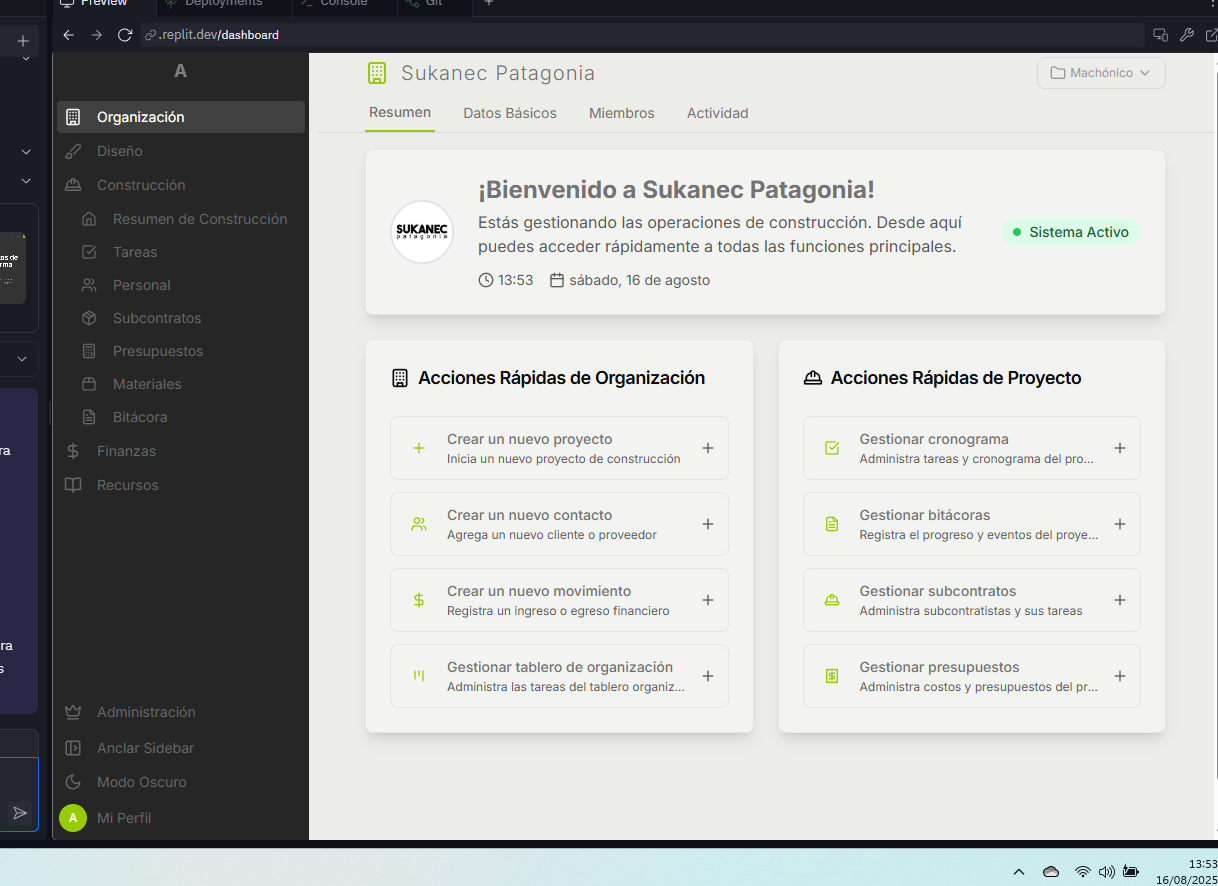 Preview
Deployments
Console
Git
.replit.dev/dashboard
A
Organización
Diseño
Construcción
Resumen de Construcción
Tareas
Personal
Subcontratos
Presupuestos
Materiales
Bitácora
Finanzas
Recursos
Administración
Anclar Sidebar
Modo Oscuro
A
Mi Perfil
Sukanec Patagonia
Machónico
Resumen
Datos Básicos
Miembros
Actividad
SUKANEC
patagonia
¡Bienvenido a Sukanec Patagonia!
Estás gestionando las operaciones de construcción. Desde aquí
puedes acceder rápidamente a todas las funciones principales.
13:53
sábado, 16 de agosto
Sistema Activo
Acciones Rápidas de Organización
Crear un nuevo proyecto
Inicia un nuevo proyecto de construcción
Crear un nuevo contacto
Agrega un nuevo cliente o proveedor
Crear un nuevo movimiento
Registra un ingreso o egreso financiero
Gestionar tablero de organización
Administra las tareas del tablero organiz...
Acciones Rápidas de Proyecto
Gestionar cronograma
Administra tareas y cronograma del pro...
Gestionar bitácoras
Registra el progreso y eventos del proye...
Gestionar subcontratos
Administra subcontratistas y sus tareas
Gestionar presupuestos
Administra costos y presupuestos del pr...
13:53
16/08/2025